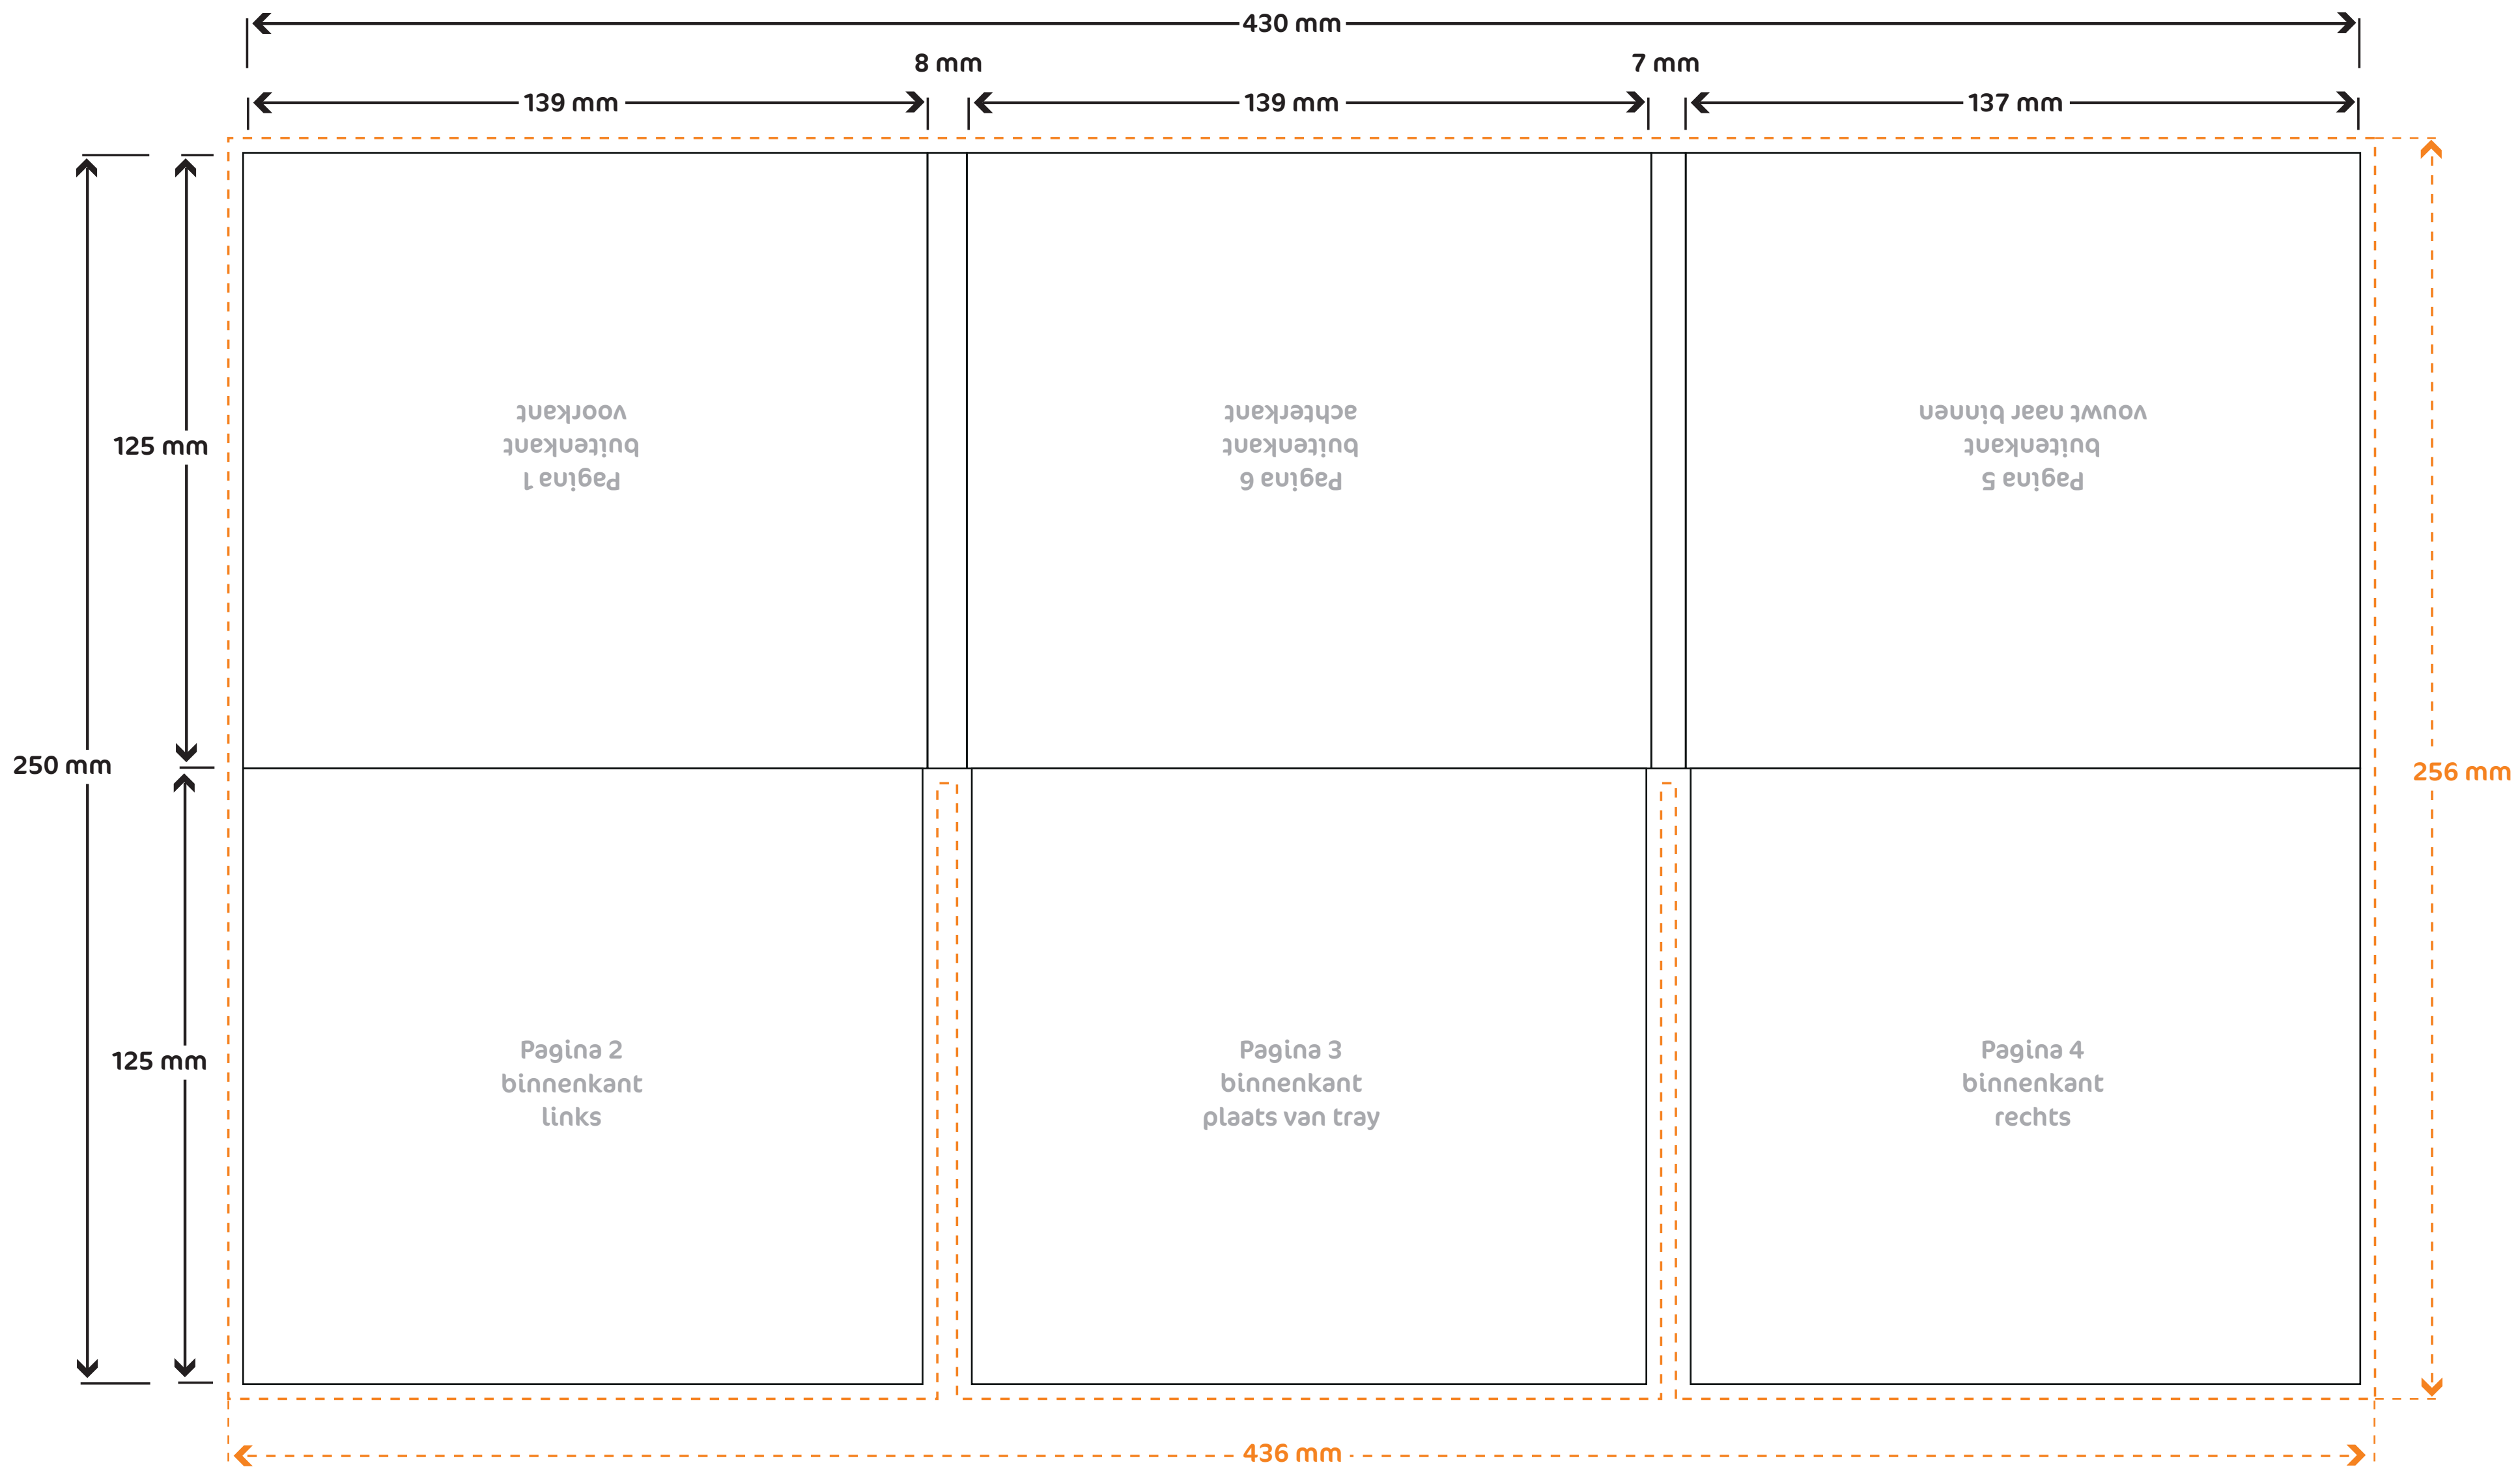 430 mm
8 mm
7 mm
139 mm
139 mm
137 mm
Pagina 1
buitenkant
voorkant
Pagina 6
buitenkant
achterkant
Pagina 5
buitenkant
vouwt naar binnen
125 mm
250 mm
256 mm
125 mm
Pagina 2
binnenkant
links
Pagina 3
binnenkant
plaats van tray
Pagina 4
binnenkant
rechts
436 mm